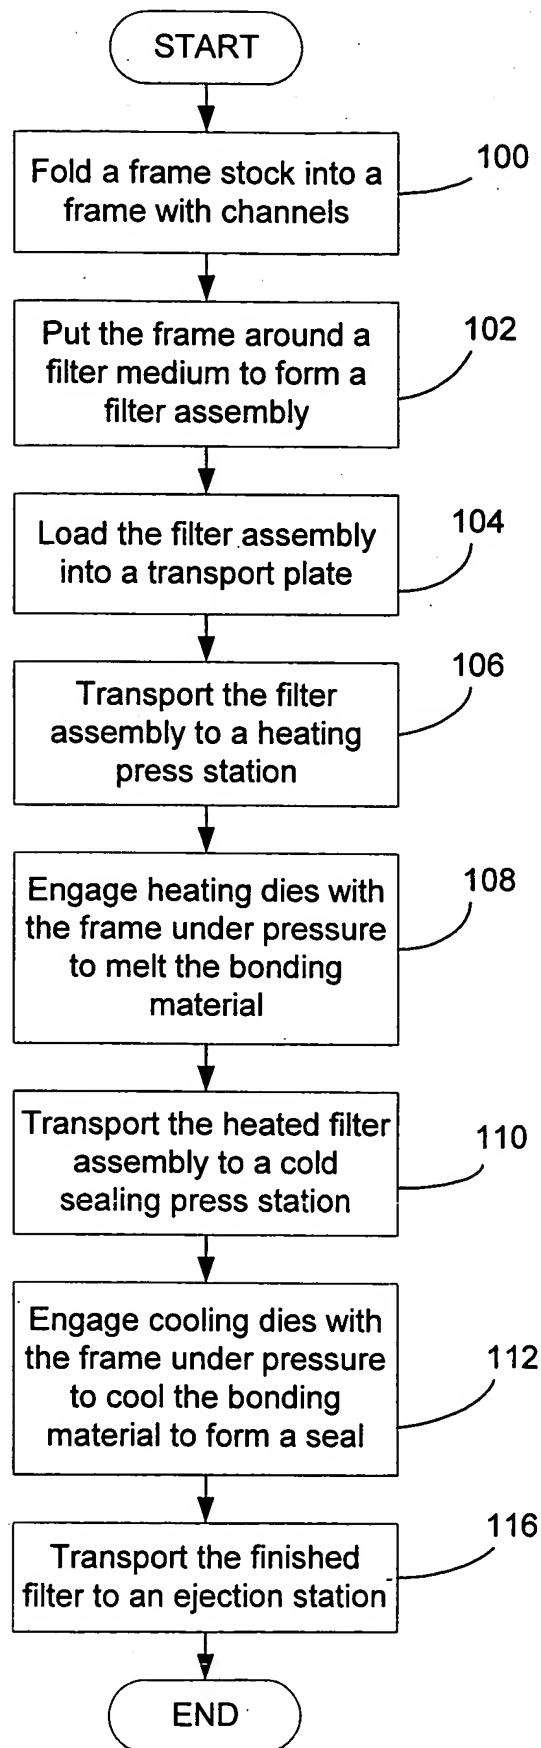 START
Fold a frame stock into a
frame with channels
100
Put the frame around a
filter medium to form a
filter assembly
102
Load the filter assembly
into a transport plate
104
Transport the filter
assembly to a heating
press station
106
Engage heating dies with
the frame under pressure
to melt the bonding
material
108
Transport the heated filter
assembly to a cold
sealing press station
110
Engage cooling dies with
the frame under pressure
to cool the bonding
material to form a seal
112
Transport the finished
filter to an ejection station
116
END